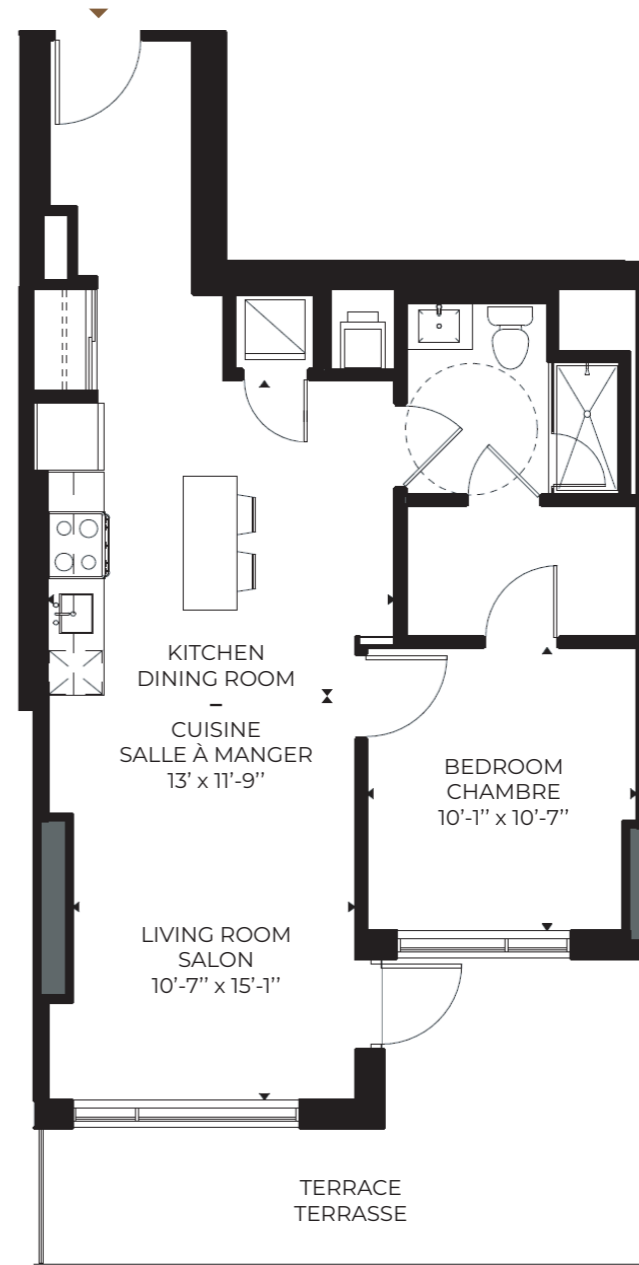 KITCHEN
DINING ROOM
–
CUISINE
SALLE À MANGER
13’ x 11’-9’’
BEDROOM
CHAMBRE
10’-1’’ x 10’-7’’
LIVING ROOM
SALON
10’-7’’ x 15’-1’’
TERRACE
TERRASSE